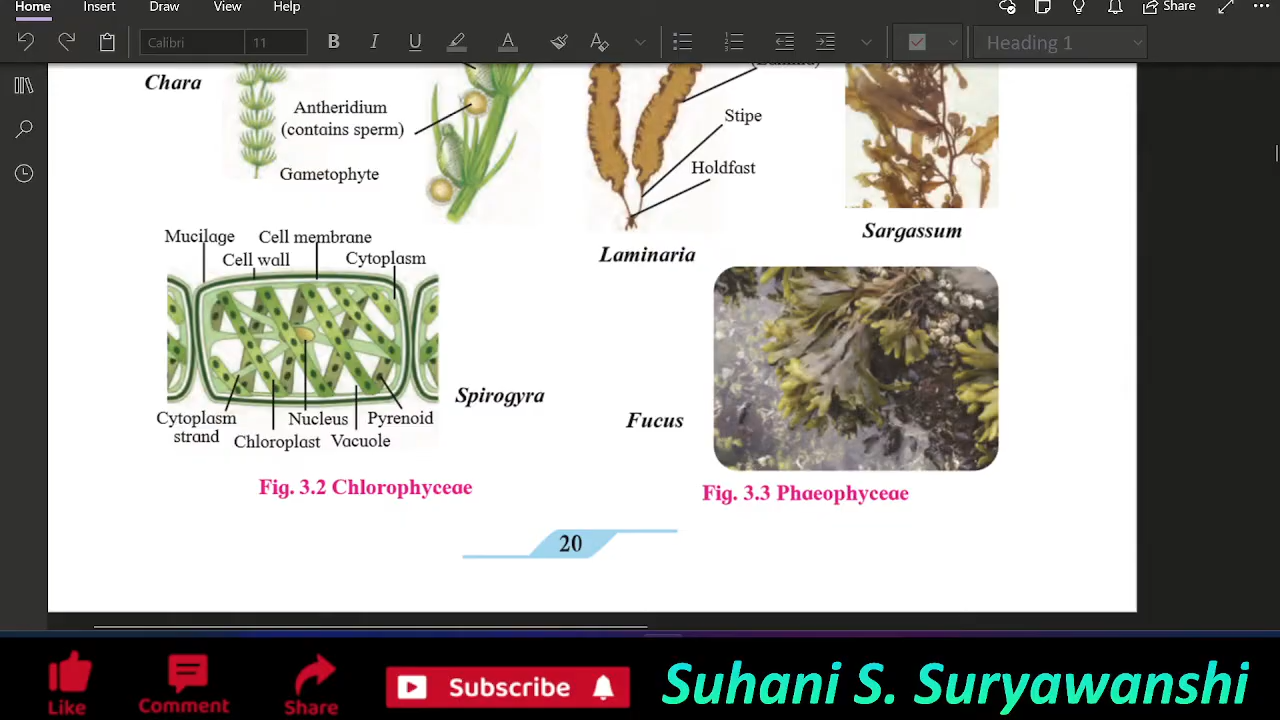 Home Insert Draw View Help
Share
Calibri 11 B I U A A Heading 1
Chara
Antheridium
(contains sperm)
Gametophyte
Stipe
Holdfast
Laminaria
Sargassum
Mucilage Cell membrane
Cell wall Cytoplasm
Cytoplasm strand
Nucleus Pyrenoid
Chloroplast Vacuole
Spirogyra
Fucus
Fig. 3.2 Chlorophyceae
Fig. 3.3 Phaeophyceae
20
Like
Comment
Share
Subscribe
Suhani S. Suryawanshi